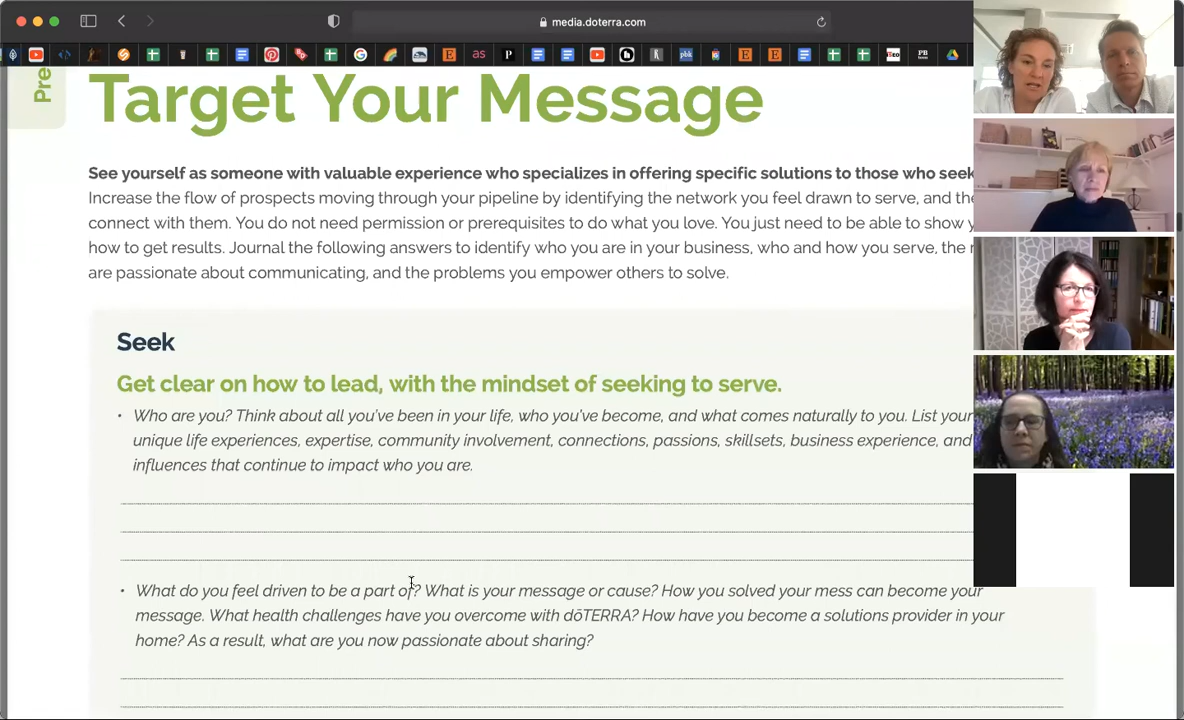 media.doterra.com
as
P
h
pbk
PB
Pre
Target Your Message
See yourself as someone with valuable experience who specializes in offering specific solutions to those who seek
Increase the flow of prospects moving through your pipeline by identifying the network you feel drawn to serve, and
connect with them. You do not need permission or prerequisites to do what you love. You just need to be able to show
how to get results. Journal the following answers to identify who you are in your business, who and how you serve, the
are passionate about communicating, and the problems you empower others to solve.
Seek
Get clear on how to lead, with the mindset of seeking to serve.
• Who are you? Think about all you've been in your life, who you've become, and what comes naturally to you. List your
unique life experiences, expertise, community involvement, connections, passions, skillsets, business experience, and
influences that continue to impact who you are.
• What do you feel driven to be a part of? What is your message or cause? How you solved your mess can become your
message. What health challenges have you overcome with dōTERRA? How have you become a solutions provider in your
home? As a result, what are you now passionate about sharing?